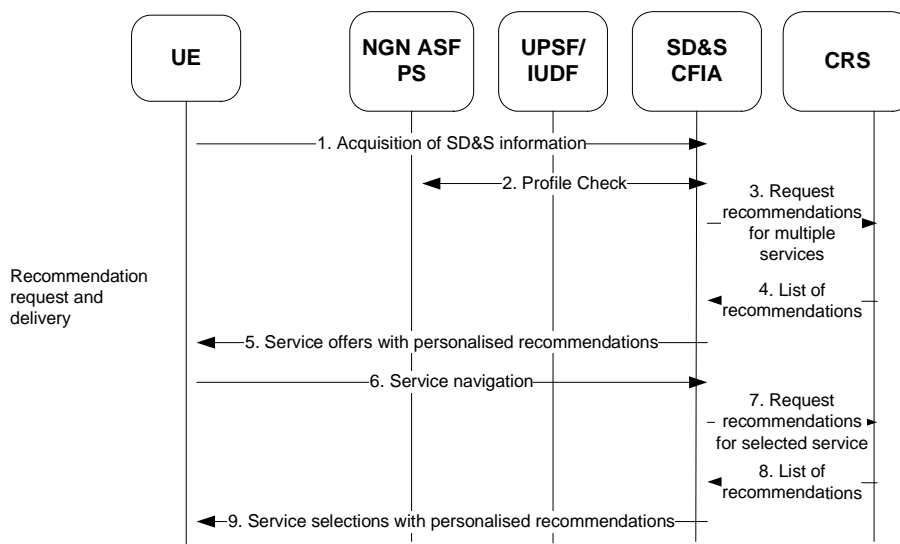 UE
NGN ASF
PS
UPSF/
IUDF
SD&S
CFIA
CRS
1. Acquisition of SD&S information
2. Profile Check
3. Request
recommendations
for multiple
services
Recommendation
request and
delivery
4. List of
recommendations
5. Service offers with personalised recommendations
6. Service navigation
7. Request
recommendations
for selected service
8. List of
recommendations
9. Service selections with personalised recommendations